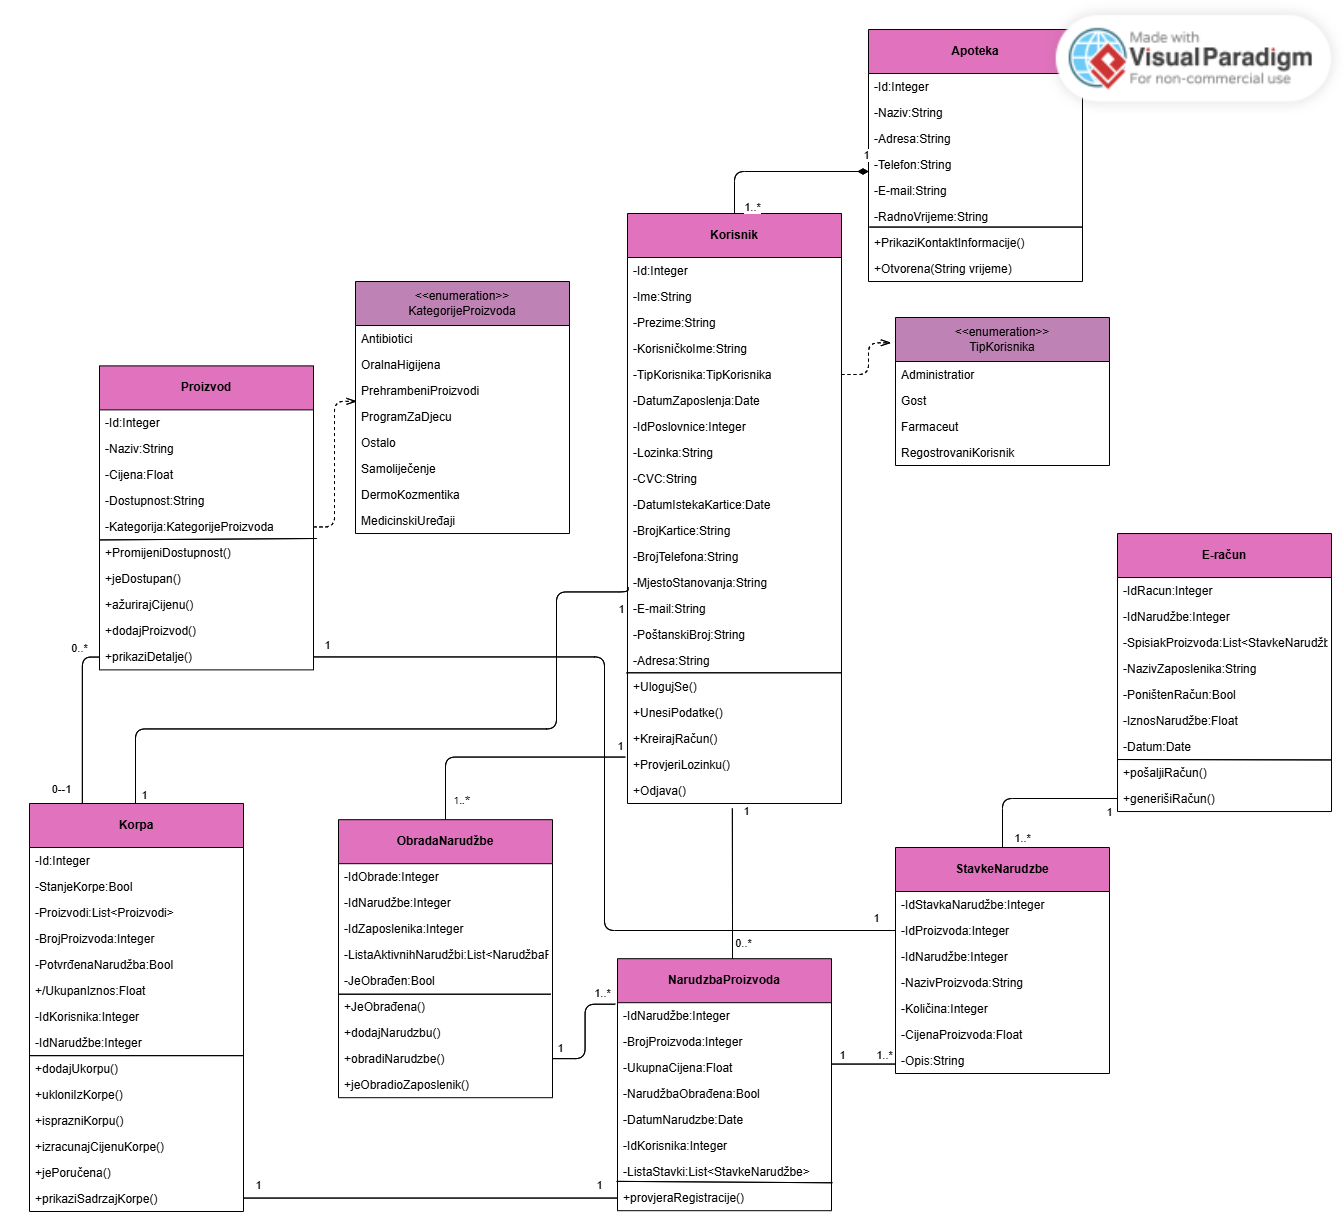 Made with
VisualParadigm
For non-commercial use
Apoteka
-Id:Integer
-Naziv:String
-Adresa:String
-Telefon:String
-E-mail:String
-RadnoVrijeme:String
+PrikaziKontaktInformacije()
+Otvorena(String vrijeme)
1
1..*
Korisnik
-Id:Integer
-Ime:String
-Prezime:String
-KorisničkoIme:String
-TipKorisnika:TipKorisnika
-DatumZaposlenja:Date
-IdPoslovnice:Integer
-Lozinka:String
-CVC:String
-DatumIstekaKartice:Date
-BrojKartice:String
-BrojTelefona:String
-MjestoStanovanja:String
-E-mail:String
-PoštanskiBroj:String
-Adresa:String
+UlogujSe()
+UnesiPodatke()
+KreirajRačun()
+ProvjeriLozinku()
+Odjava()
<<enumeration>>
KategorijeProizvoda
Antibiotici
OralnaHigijena
PrehrambeniProizvodi
ProgramZaDjecu
Ostalo
Samoliječenje
DermoKozmentika
MedicinskiUređaji
<<enumeration>>
TipKorisnika
Administratior
Gost
Farmaceut
RegostrovaniKorisnik
Proizvod
-Id:Integer
-Naziv:String
-Cijena:Float
-Dostupnost:String
-Kategorija:KategorijeProizvoda
+PromijeniDostupnost()
+jeDostupan()
+ažurirajCijenu()
+dodajProizvod()
+prikaziDetalje()
0..*
1
1
1
E-račun
-IdRacun:Integer
-IdNarudžbe:Integer
-SpisiakProizvoda:List<StavkeNarudžb
-NazivZaposlenika:String
-PoništenRačun:Bool
-IznosNarudžbe:Float
-Datum:Date
+pošaljiRačun()
+generišiRačun()
0--1
1
1..*
1
1
1..*
Korpa
-Id:Integer
-StanjeKorpe:Bool
-Proizvodi:List<Proizvodi>
-BrojProizvoda:Integer
-PotvrđenaNarudžba:Bool
+/UkupanIznos:Float
-IdKorisnika:Integer
-IdNarudžbe:Integer
+dodajUkorpu()
+ukloniIzKorpe()
+isprazniKorpu()
+izracunajCijenuKorpe()
+jePoručena()
+prikaziSadrzajKorpe()
ObradaNarudžbe
-IdObrade:Integer
-IdNarudžbe:Integer
-IdZaposlenika:Integer
-ListaAktivnihNarudžbi:List<NarudžbaF
-JeObrađen:Bool
+JeObrađena()
+dodajNarudzbu()
+obradiNarudzbe()
+jeObradioZaposlenik()
StavkeNarudzbe
-IdStavkaNarudžbe:Integer
-IdProizvoda:Integer
-IdNarudžbe:Integer
-NazivProizvoda:String
-Količina:Integer
-CijenaProizvoda:Float
-Opis:String
1
0..*
1..*
1
NarudzbaProizvoda
-IdNarudžbe:Integer
-BrojProizvoda:Integer
-UkupnaCijena:Float
-NarudžbaObrađena:Bool
-DatumNarudzbe:Date
-IdKorisnika:Integer
-ListaStavki:List<StavkeNarudžbe>
+provjeraRegistracije()
1
1..*
1
1